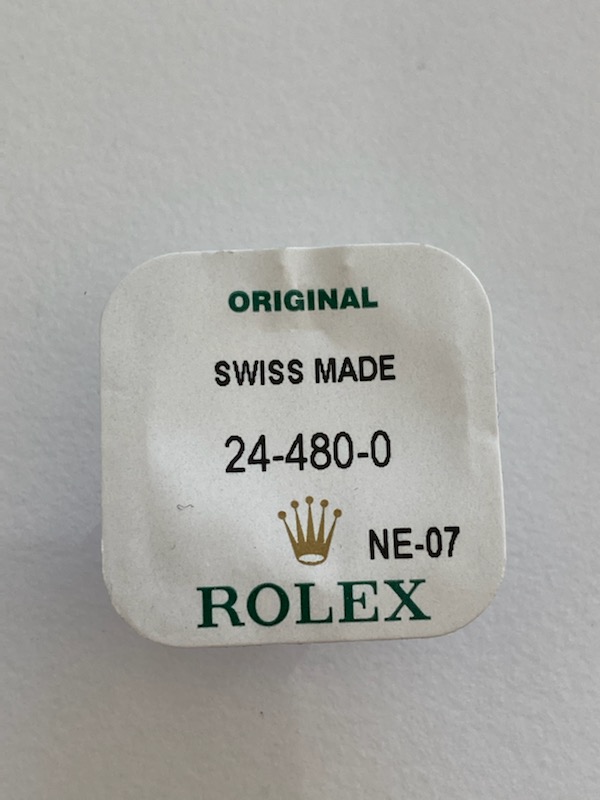 ORIGINAL
SWISS MADE
24-480-0
NE-07
ROLEX